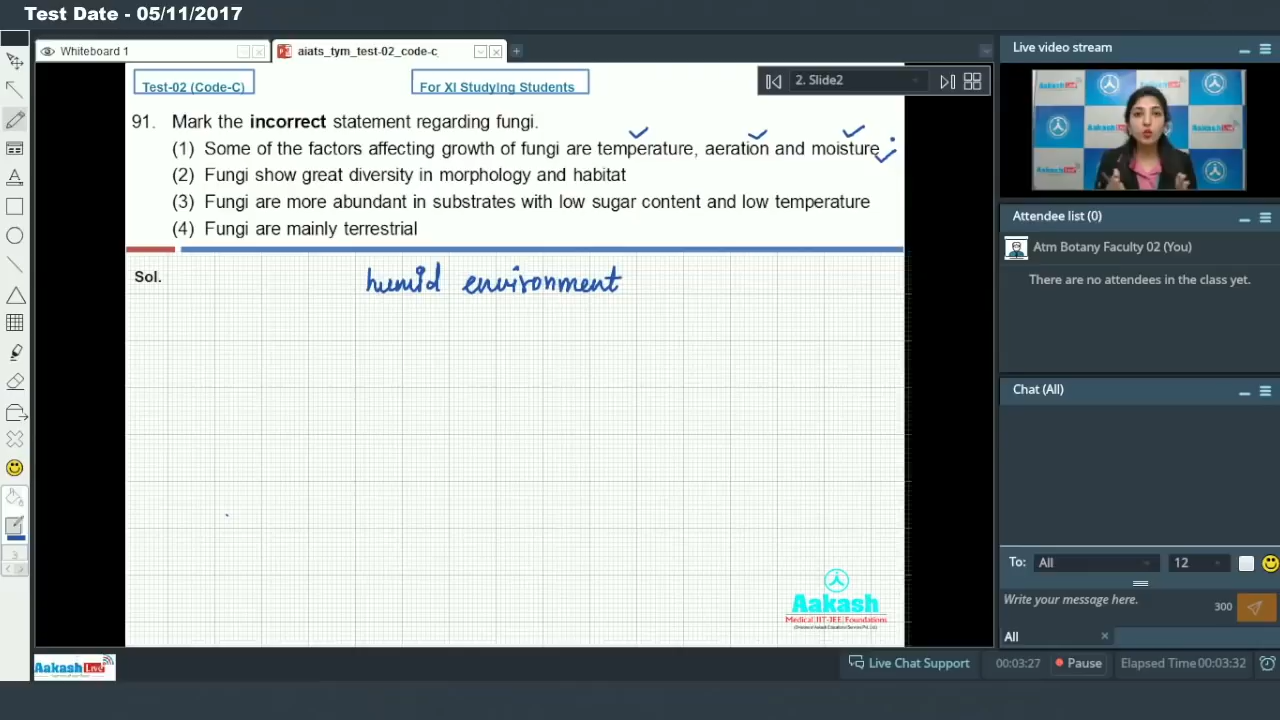 Test Date - 05/11/2017
Whiteboard 1
aiats_tym_test-02_code-c
Test-02 (Code-C)
For XI Studying Students
2. Slide2
91. Mark the incorrect statement regarding fungi.
(1) Some of the factors affecting growth of fungi are temperature, aeration and moisture
(2) Fungi show great diversity in morphology and habitat
(3) Fungi are more abundant in substrates with low sugar content and low temperature
(4) Fungi are mainly terrestrial
Sol.
humid environment
Aakash
Medical|IIT-JEE|Foundations
3
Live video stream
Attendee list (0)
Atm Botany Faculty 02 (You)
There are no attendees in the class yet.
Chat (All)
To: All 12
Write your message here.
300
All
Aakash Live
Live Chat Support
00:03:27
Pause
Elapsed Time 00:03:32